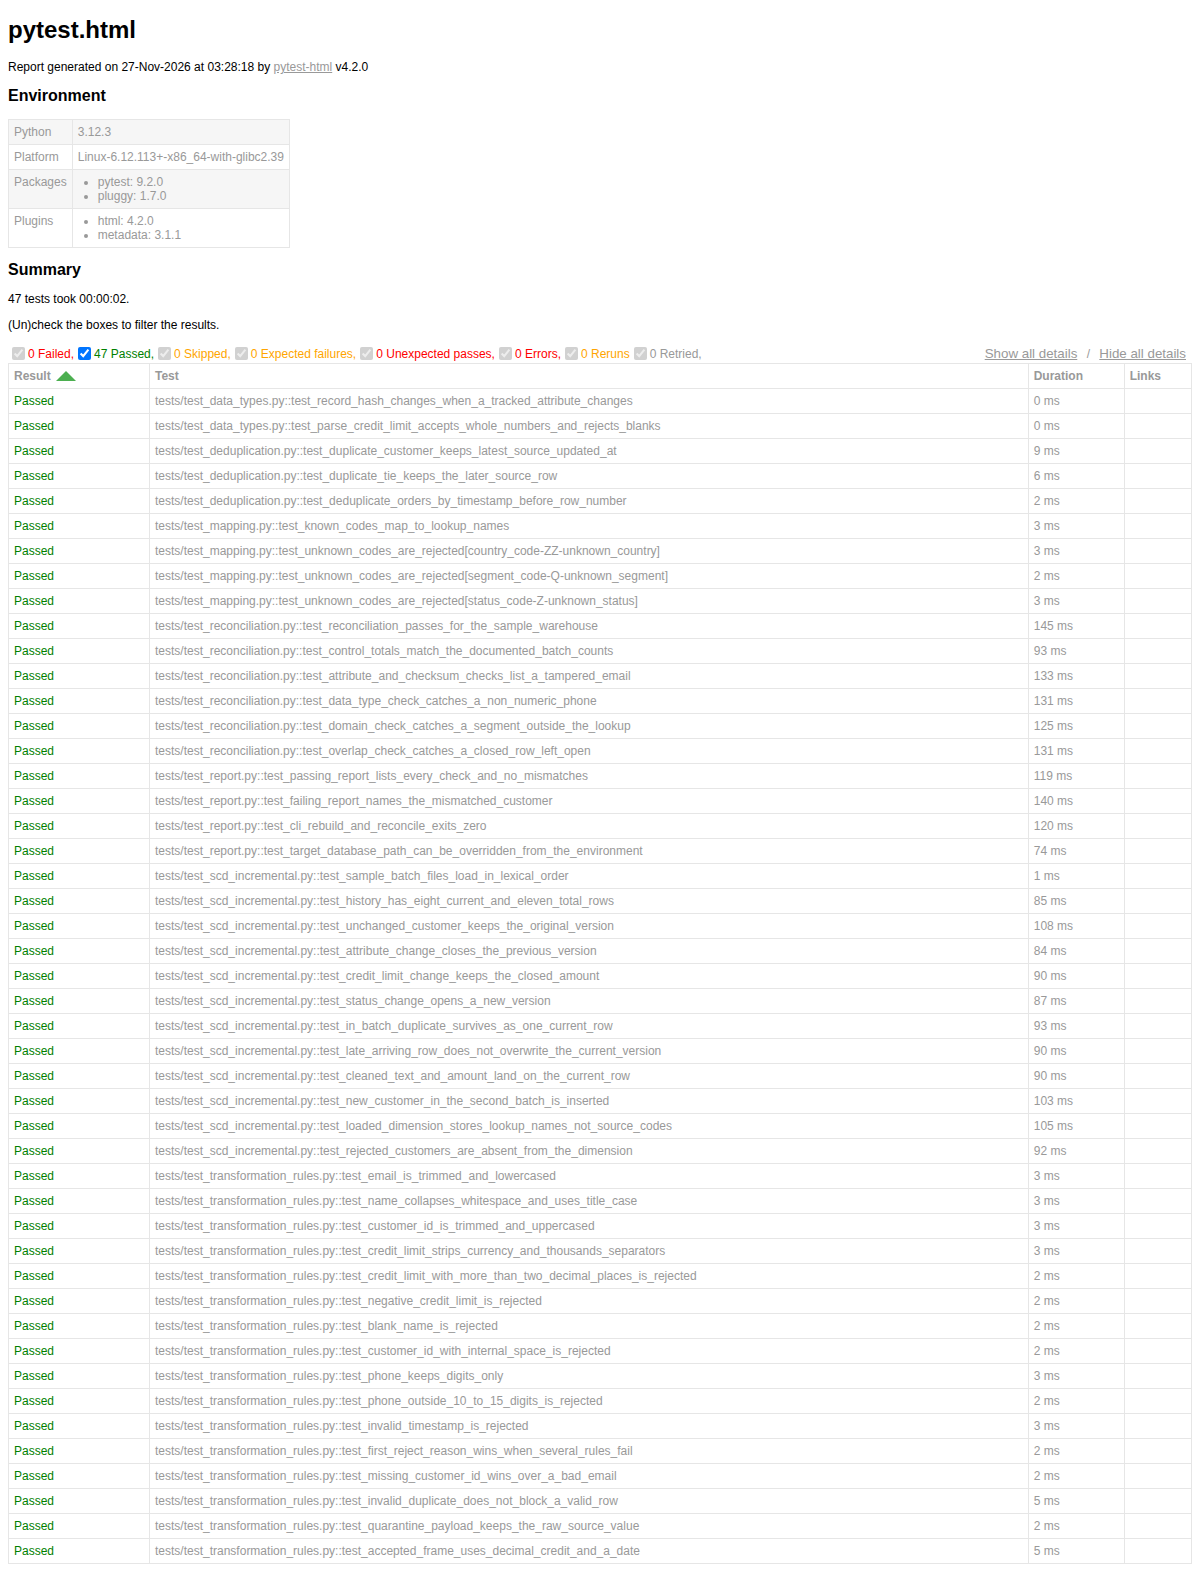 pytest.html
Report generated on 27-Nov-2026 at 03:28:18 by pytest-html v4.2.0
Environment
Python 3.12.3
Platform Linux-6.12.113+-x86_64-with-glibc2.39
Packages • pytest: 9.2.0
• pluggy: 1.7.0
Plugins • html: 4.2.0
• metadata: 3.1.1
Summary
47 tests took 00:00:02.
(Un)check the boxes to filter the results.
0 Failed, 47 Passed, 0 Skipped, 0 Expected failures, 0 Unexpected passes, 0 Errors, 0 Reruns 0 Retried, Show all details / Hide all details
Result Test Duration Links
Passed tests/test_data_types.py::test_record_hash_changes_when_a_tracked_attribute_changes 0 ms
Passed tests/test_data_types.py::test_parse_credit_limit_accepts_whole_numbers_and_rejects_blanks 0 ms
Passed tests/test_deduplication.py::test_duplicate_customer_keeps_latest_source_updated_at 9 ms
Passed tests/test_deduplication.py::test_duplicate_tie_keeps_the_later_source_row 6 ms
Passed tests/test_deduplication.py::test_deduplicate_orders_by_timestamp_before_row_number 2 ms
Passed tests/test_mapping.py::test_known_codes_map_to_lookup_names 3 ms
Passed tests/test_mapping.py::test_unknown_codes_are_rejected[country_code-ZZ-unknown_country] 3 ms
Passed tests/test_mapping.py::test_unknown_codes_are_rejected[segment_code-Q-unknown_segment] 2 ms
Passed tests/test_mapping.py::test_unknown_codes_are_rejected[status_code-Z-unknown_status] 3 ms
Passed tests/test_reconciliation.py::test_reconciliation_passes_for_the_sample_warehouse 145 ms
Passed tests/test_reconciliation.py::test_control_totals_match_the_documented_batch_counts 93 ms
Passed tests/test_reconciliation.py::test_attribute_and_checksum_checks_list_a_tampered_email 133 ms
Passed tests/test_reconciliation.py::test_data_type_check_catches_a_non_numeric_phone 131 ms
Passed tests/test_reconciliation.py::test_domain_check_catches_a_segment_outside_the_lookup 125 ms
Passed tests/test_reconciliation.py::test_overlap_check_catches_a_closed_row_left_open 131 ms
Passed tests/test_report.py::test_passing_report_lists_every_check_and_no_mismatches 119 ms
Passed tests/test_report.py::test_failing_report_names_the_mismatched_customer 140 ms
Passed tests/test_report.py::test_cli_rebuild_and_reconcile_exits_zero 120 ms
Passed tests/test_report.py::test_target_database_path_can_be_overridden_from_the_environment 74 ms
Passed tests/test_scd_incremental.py::test_sample_batch_files_load_in_lexical_order 1 ms
Passed tests/test_scd_incremental.py::test_history_has_eight_current_and_eleven_total_rows 85 ms
Passed tests/test_scd_incremental.py::test_unchanged_customer_keeps_the_original_version 108 ms
Passed tests/test_scd_incremental.py::test_attribute_change_closes_the_previous_version 84 ms
Passed tests/test_scd_incremental.py::test_credit_limit_change_keeps_the_closed_amount 90 ms
Passed tests/test_scd_incremental.py::test_status_change_opens_a_new_version 87 ms
Passed tests/test_scd_incremental.py::test_in_batch_duplicate_survives_as_one_current_row 93 ms
Passed tests/test_scd_incremental.py::test_late_arriving_row_does_not_overwrite_the_current_version 90 ms
Passed tests/test_scd_incremental.py::test_cleaned_text_and_amount_land_on_the_current_row 90 ms
Passed tests/test_scd_incremental.py::test_new_customer_in_the_second_batch_is_inserted 103 ms
Passed tests/test_scd_incremental.py::test_loaded_dimension_stores_lookup_names_not_source_codes 105 ms
Passed tests/test_scd_incremental.py::test_rejected_customers_are_absent_from_the_dimension 92 ms
Passed tests/test_transformation_rules.py::test_email_is_trimmed_and_lowercased 3 ms
Passed tests/test_transformation_rules.py::test_name_collapses_whitespace_and_uses_title_case 3 ms
Passed tests/test_transformation_rules.py::test_customer_id_is_trimmed_and_uppercased 3 ms
Passed tests/test_transformation_rules.py::test_credit_limit_strips_currency_and_thousands_separators 3 ms
Passed tests/test_transformation_rules.py::test_credit_limit_with_more_than_two_decimal_places_is_rejected 2 ms
Passed tests/test_transformation_rules.py::test_negative_credit_limit_is_rejected 2 ms
Passed tests/test_transformation_rules.py::test_blank_name_is_rejected 2 ms
Passed tests/test_transformation_rules.py::test_customer_id_with_internal_space_is_rejected 2 ms
Passed tests/test_transformation_rules.py::test_phone_keeps_digits_only 3 ms
Passed tests/test_transformation_rules.py::test_phone_outside_10_to_15_digits_is_rejected 2 ms
Passed tests/test_transformation_rules.py::test_invalid_timestamp_is_rejected 3 ms
Passed tests/test_transformation_rules.py::test_first_reject_reason_wins_when_several_rules_fail 2 ms
Passed tests/test_transformation_rules.py::test_missing_customer_id_wins_over_a_bad_email 2 ms
Passed tests/test_transformation_rules.py::test_invalid_duplicate_does_not_block_a_valid_row 5 ms
Passed tests/test_transformation_rules.py::test_quarantine_payload_keeps_the_raw_source_value 2 ms
Passed tests/test_transformation_rules.py::test_accepted_frame_uses_decimal_credit_and_a_date 5 ms